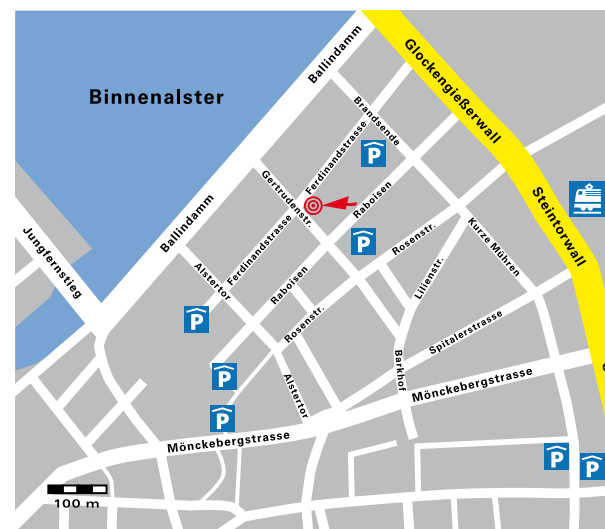 Ballindamm
Glockengießerwall
Binnenalster
Brandsende
P
Ferdinandstrasse
Gertrudenstr.
Raboisen
Steintorwall
Ballindamm
Jungfernstieg
Ferdinandstrasse
P
Rosenstr.
Kurze Mühren
Alstertor
Raboisen
Lilienstr.
P
Rosenstr.
Spitalerstrasse
Barkhof
P
Alstertor
Mönckebergstrasse
P
Mönckebergstrasse
P
P
100 m